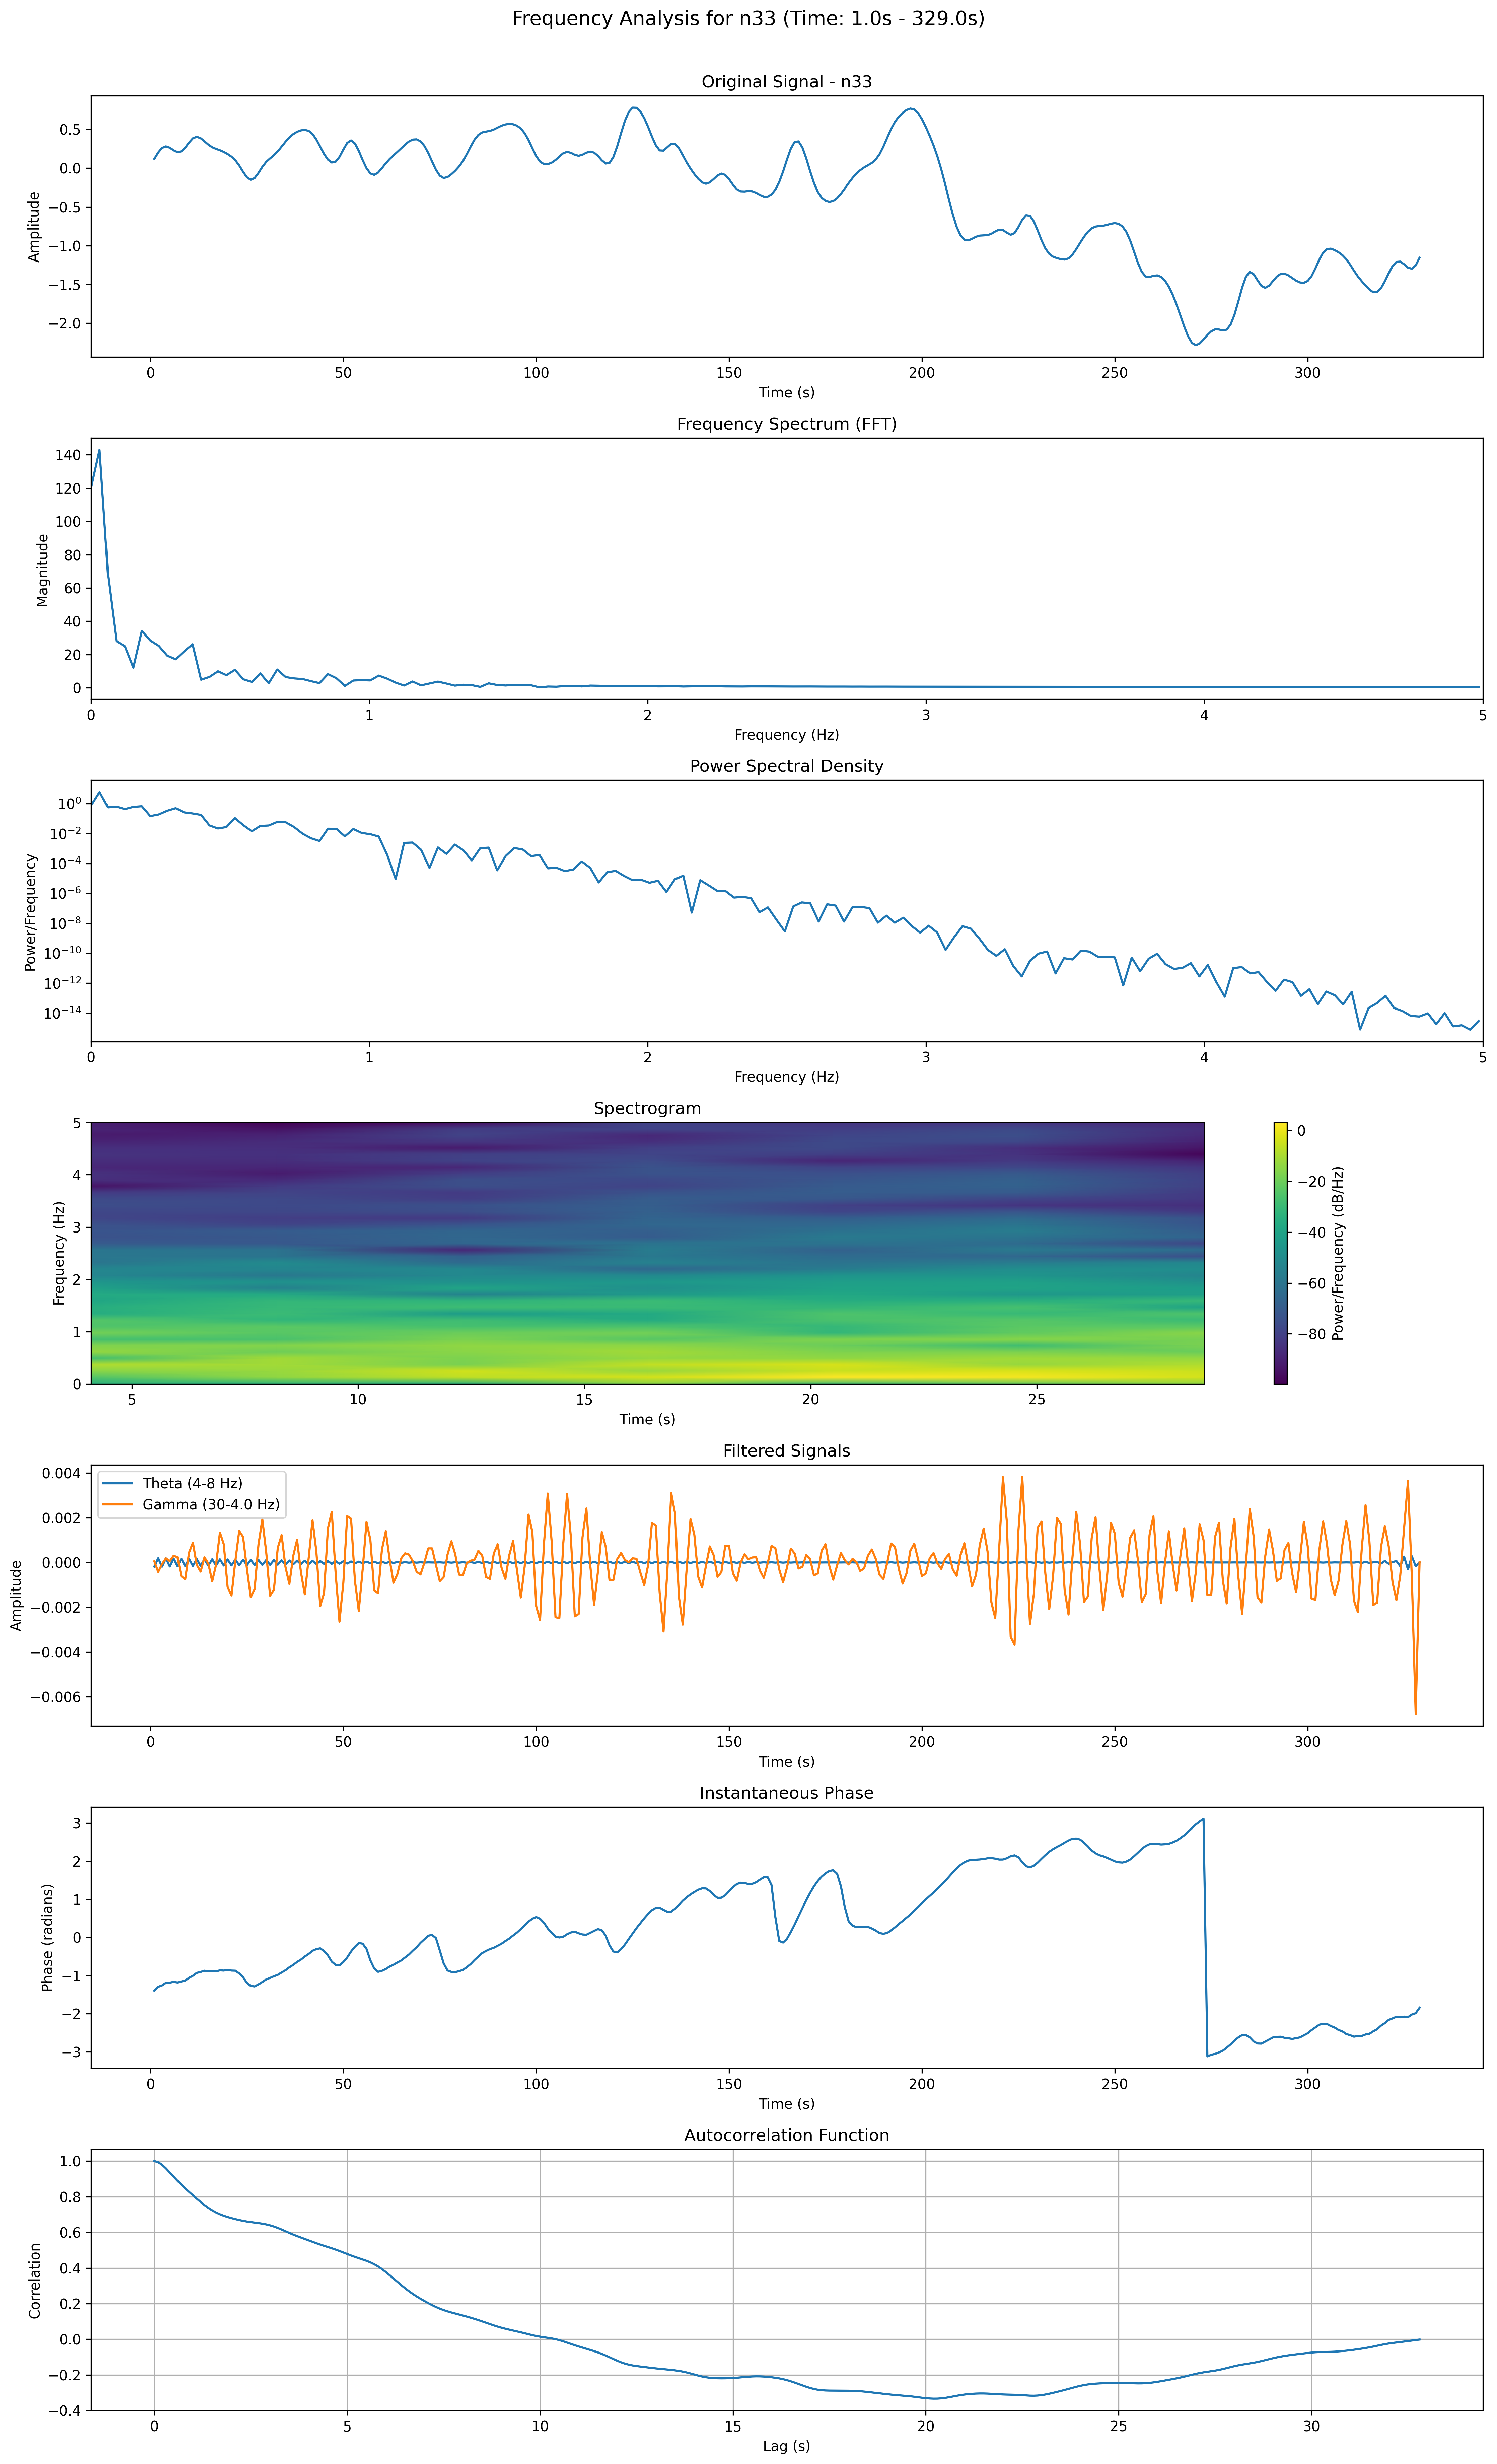 Frequency Analysis for n33 (Time: 1.0s - 329.0s)
Original Signal - n33
Amplitude
0.5
0.0
−0.5
−1.0
−1.5
−2.0
0 50 100 150 200 250 300
Time (s)
Frequency Spectrum (FFT)
Magnitude
140
120
100
80
60
40
20
0
0 1 2 3 4 5
Frequency (Hz)
Power Spectral Density
Power/Frequency
10⁰
10⁻²
10⁻⁴
10⁻⁶
10⁻⁸
10⁻¹⁰
10⁻¹²
10⁻¹⁴
0 1 2 3 4 5
Frequency (Hz)
Spectrogram
Frequency (Hz)
5
4
3
2
1
0
5 10 15 20 25
Time (s)
0
−20
−40
−60
−80
Power/Frequency (dB/Hz)
Filtered Signals
Theta (4-8 Hz)
Gamma (30-4.0 Hz)
Amplitude
0.004
0.002
0.000
−0.002
−0.004
−0.006
0 50 100 150 200 250 300
Time (s)
Instantaneous Phase
Phase (radians)
3
2
1
0
−1
−2
−3
0 50 100 150 200 250 300
Time (s)
Autocorrelation Function
Correlation
1.0
0.8
0.6
0.4
0.2
0.0
−0.2
−0.4
0 5 10 15 20 25 30
Lag (s)